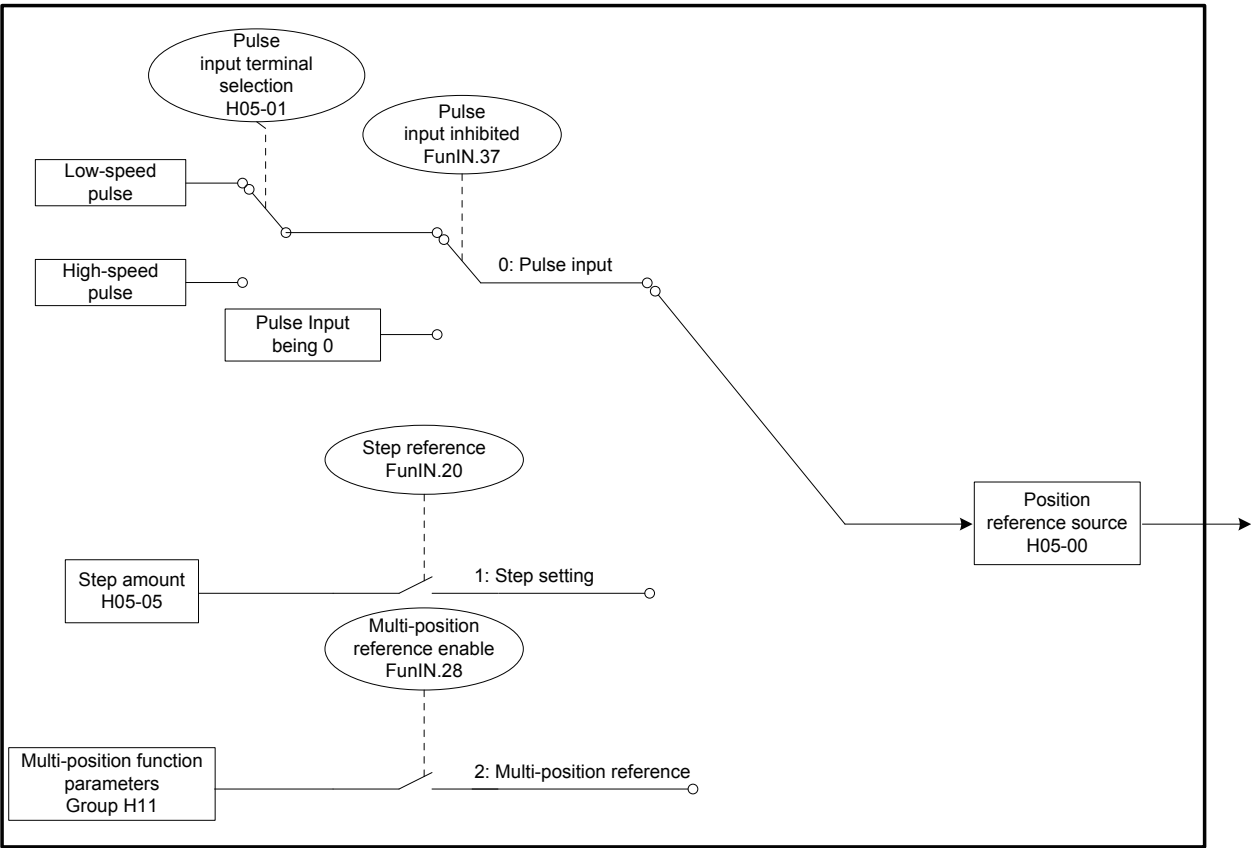 Pulse
input terminal
selection
H05-01
Pulse
input inhibited
FunIN.37
Low-speed
pulse
High-speed
pulse
0: Pulse input
Pulse Input
being 0
Step reference
FunIN.20
Position
reference source
H05-00
Step amount
H05-05
1: Step setting
Multi-position
reference enable
FunIN.28
Multi-position function
parameters
Group H11
2: Multi-position reference